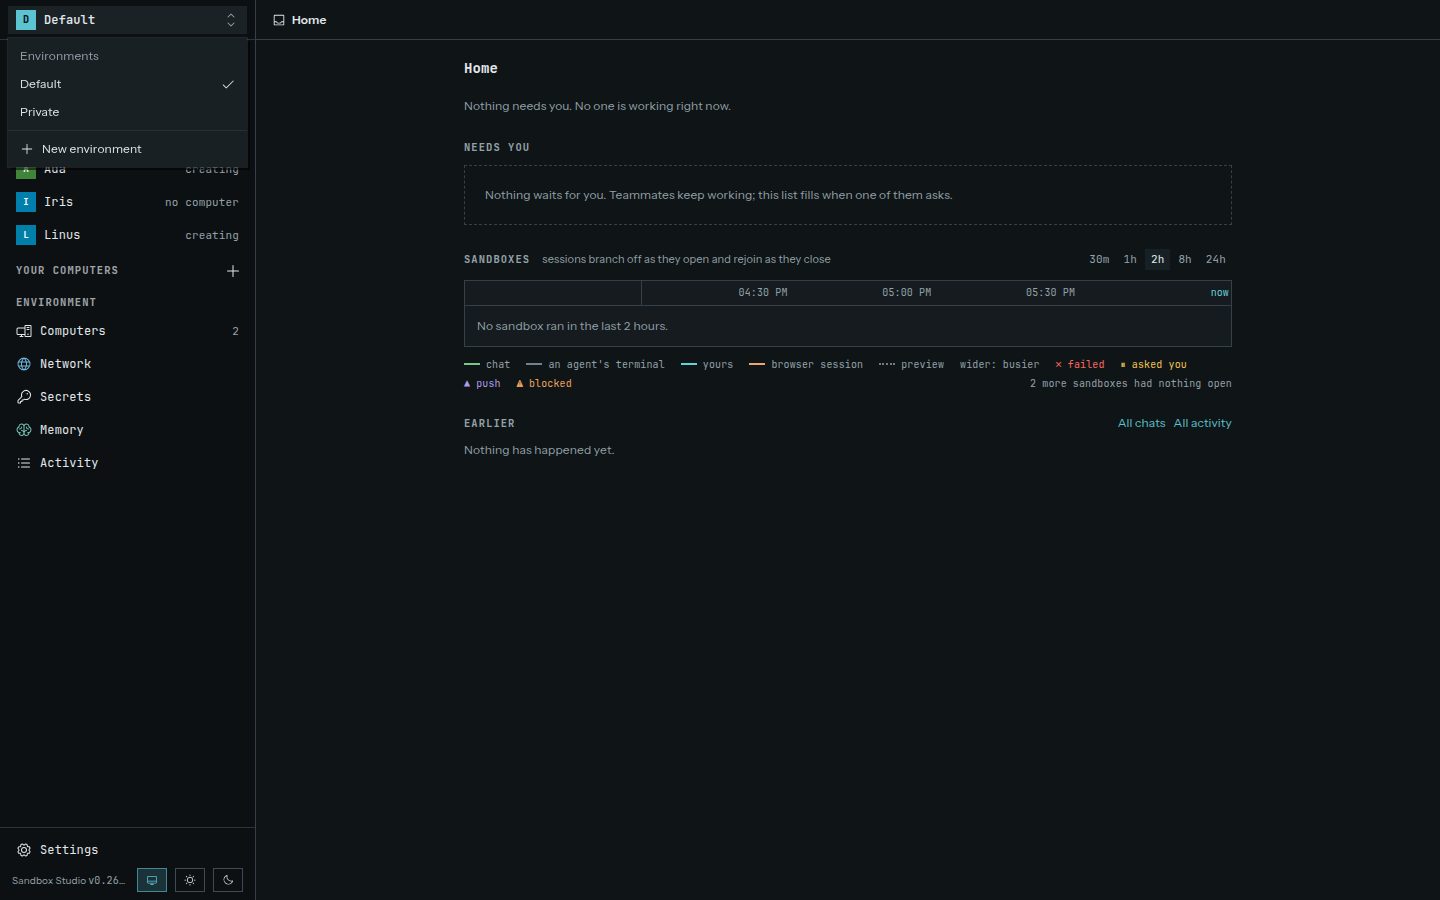 D Default
Home
Environments
Default
Private
New environment
Ada creating
I Iris no computer
L Linus creating
YOUR COMPUTERS
ENVIRONMENT
Computers 2
Network
Secrets
Memory
Activity
Settings
Sandbox Studio v0.26…
Home
Nothing needs you. No one is working right now.
NEEDS YOU
Nothing waits for you. Teammates keep working; this list fills when one of them asks.
SANDBOXES sessions branch off as they open and rejoin as they close 30m 1h 2h 8h 24h
04:30 PM 05:00 PM 05:30 PM now
No sandbox ran in the last 2 hours.
chat an agent's terminal yours browser session preview wider: busier × failed asked you
push blocked 2 more sandboxes had nothing open
EARLIER All chats All activity
Nothing has happened yet.